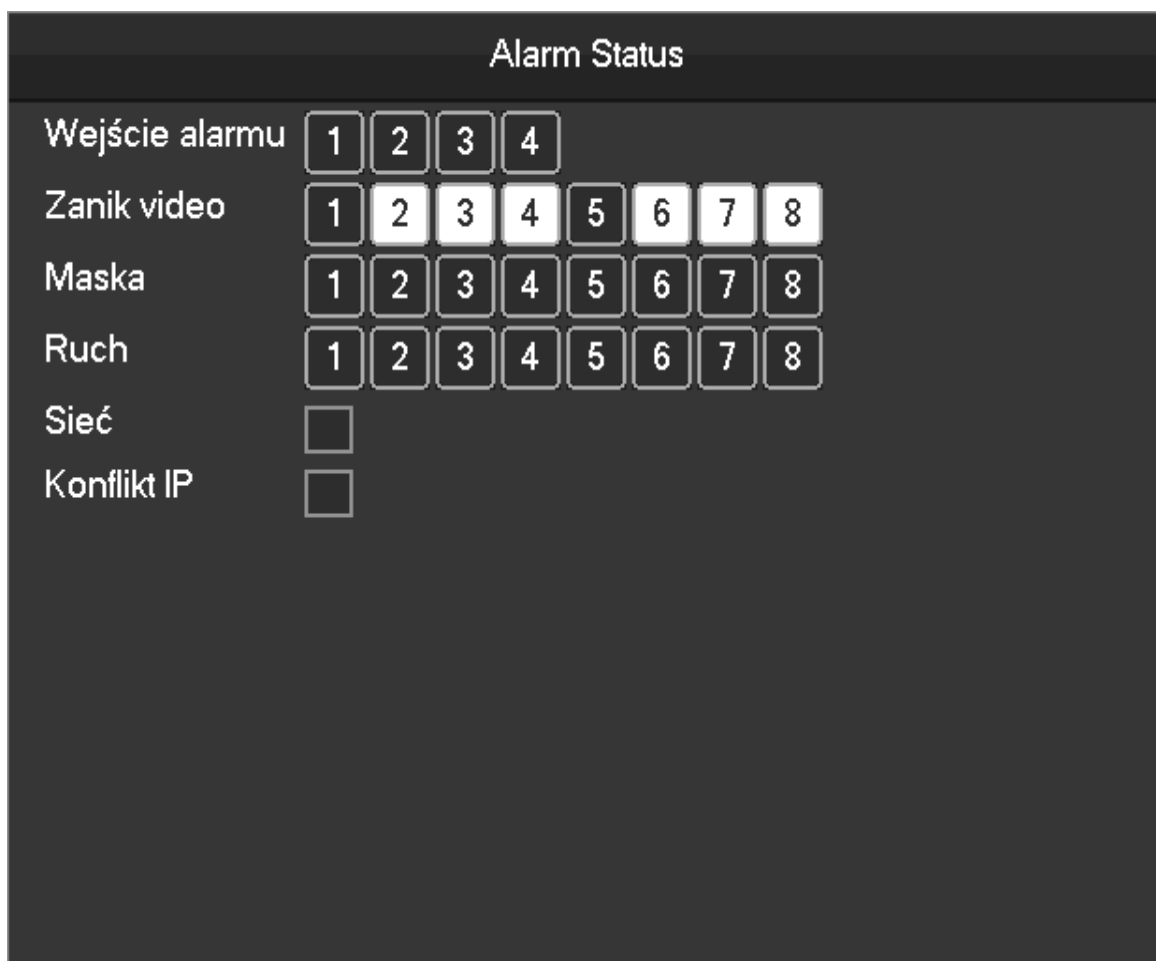 Alarm Status
Wejście alarmu 1 2 3 4
Zanik video 1 2 3 4 5 6 7 8
Maska 1 2 3 4 5 6 7 8
Ruch 1 2 3 4 5 6 7 8
Sieć
Konflikt IP